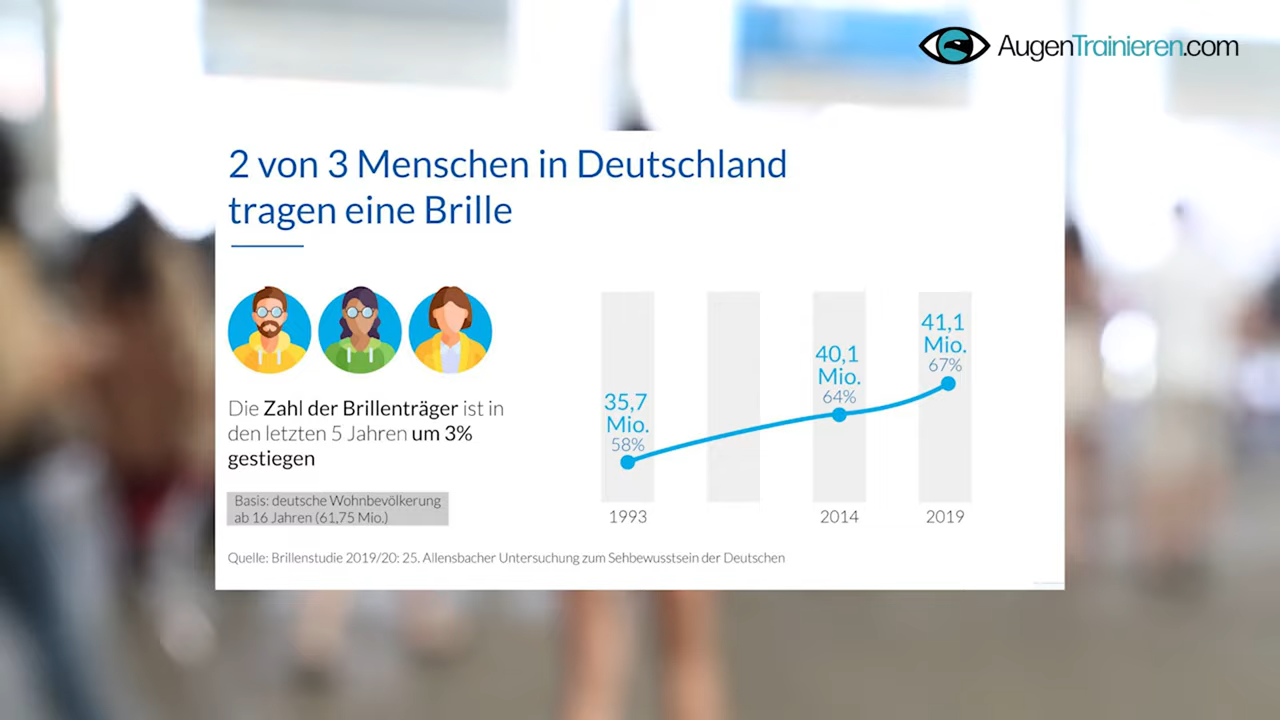 AugenTrainieren.com
2 von 3 Menschen in Deutschland
tragen eine Brille
Die Zahl der Brillenträger ist in
den letzten 5 Jahren um 3%
gestiegen
Basis: deutsche Wohnbevölkerung
ab 16 Jahren (61,75 Mio.)
35,7
Mio.
58%
40,1
Mio.
64%
41,1
Mio.
67%
1993
2014
2019
Quelle: Brillenstudie 2019/20: 25. Allensbacher Untersuchung zum Sehbewusstsein der Deutschen